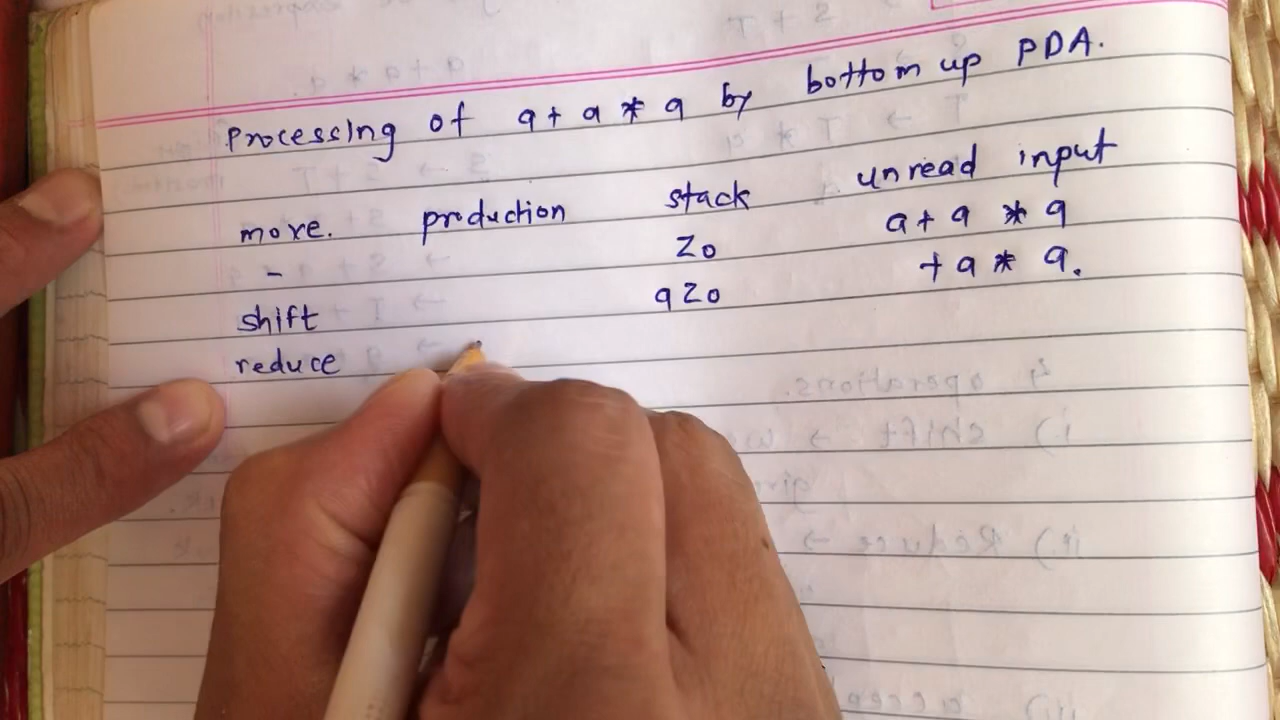 Processing of a + a * a by bottom up PDA.
move. production stack unread input
- Z0 a + a * a
shift aZ0 + a * a.
reduce